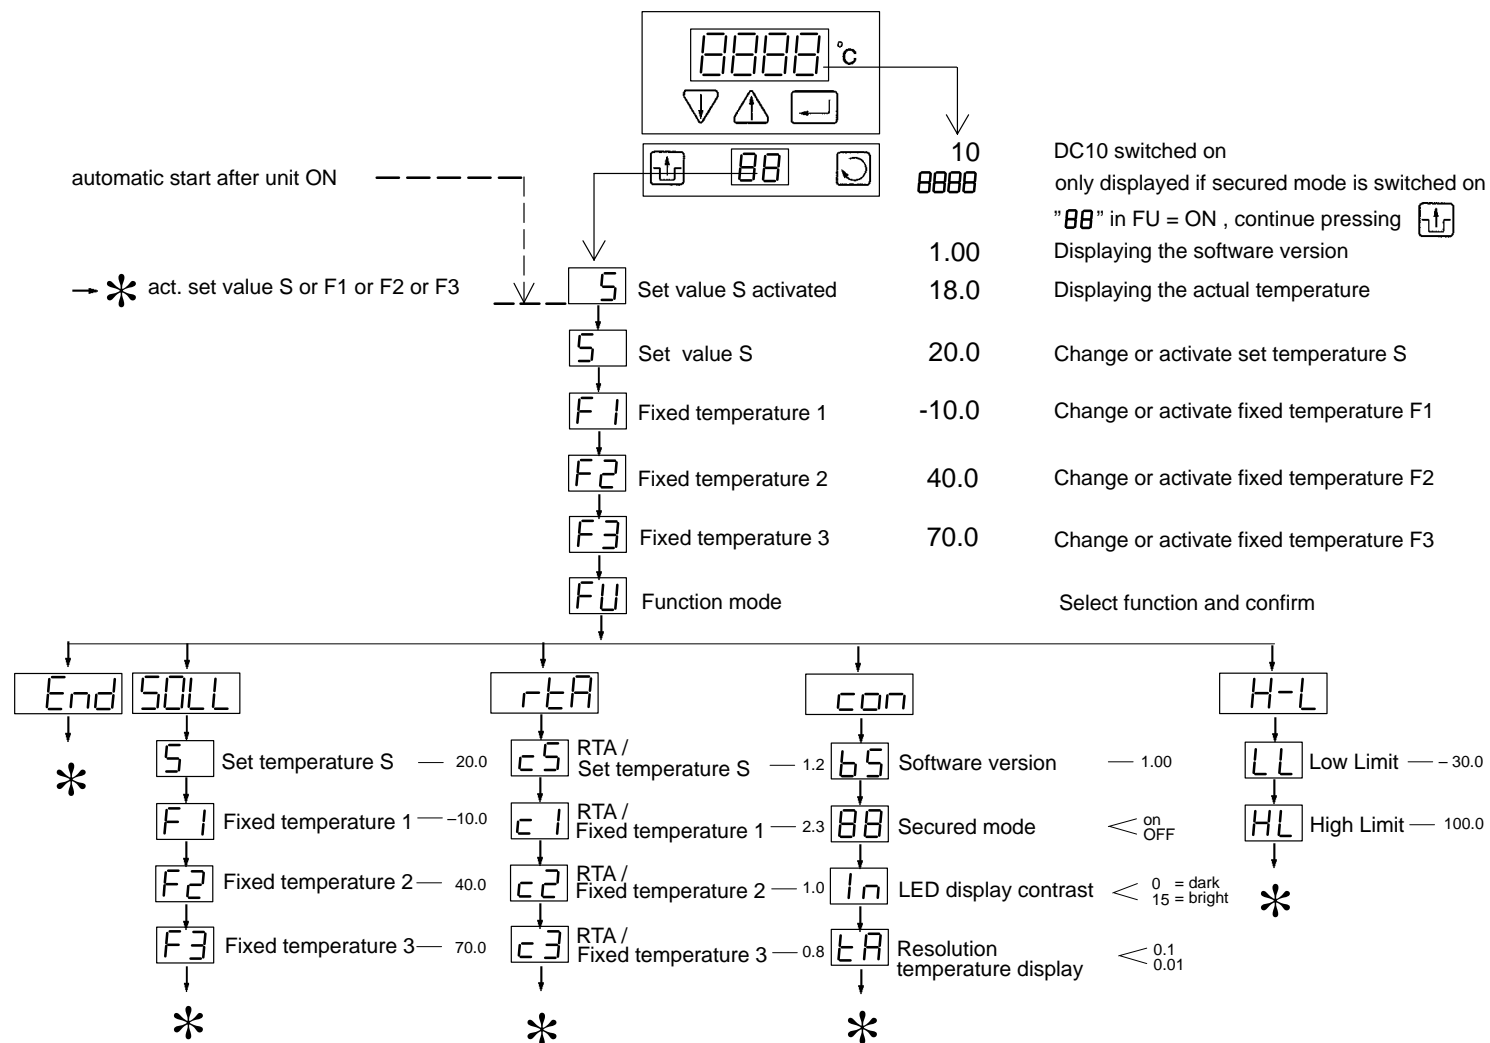 8888 °C
88
10 DC10 switched on
automatic start after unit ON
8888 only displayed if secured mode is switched on
"88" in FU = ON , continue pressing
1.00 Displaying the software version
act. set value S or F1 or F2 or F3
S Set value S activated 18.0 Displaying the actual temperature
S Set value S 20.0 Change or activate set temperature S
F1 Fixed temperature 1 -10.0 Change or activate fixed temperature F1
F2 Fixed temperature 2 40.0 Change or activate fixed temperature F2
F3 Fixed temperature 3 70.0 Change or activate fixed temperature F3
FU Function mode Select function and confirm
End SOLL rtA con H-L
S Set temperature S — 20.0
F1 Fixed temperature 1 — –10.0
F2 Fixed temperature 2 — 40.0
F3 Fixed temperature 3 — 70.0
cS RTA /
Set temperature S — 1.2
c1 RTA /
Fixed temperature 1 — 2.3
c2 RTA /
Fixed temperature 2 — 1.0
c3 RTA /
Fixed temperature 3 — 0.8
bS Software version — 1.00
88 Secured mode < on
OFF
In LED display contrast < 0 = dark
15 = bright
tA Resolution
temperature display < 0.1
0.01
LL Low Limit — – 30.0
HL High Limit — 100.0